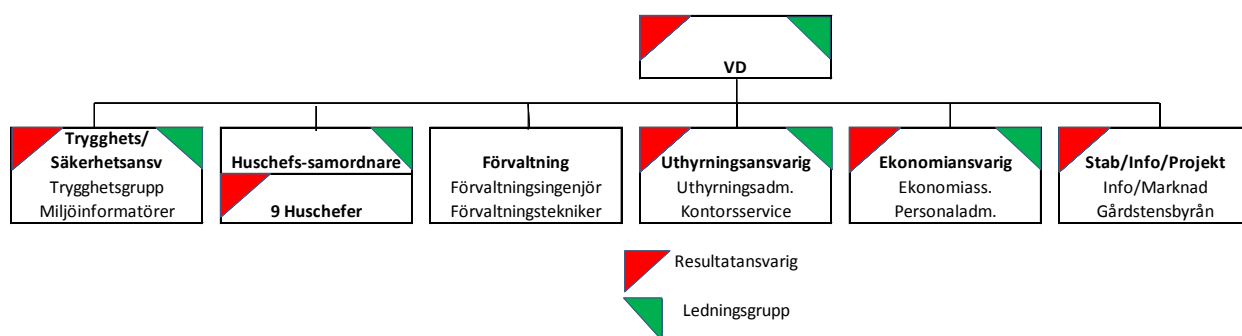 VD
Trygghets/
Säkerhetsansv
Trygghetsgrupp
Miljöinformatörer
Huschefs-samordnare
9 Huschefer
Förvaltning
Förvaltningsingenjör
Förvaltningstekniker
Uthyrningsansvarig
Uthyrningsadm.
Kontorsservice
Ekonomiansvarig
Ekonomiass.
Personaladm.
Stab/Info/Projekt
Info/Marknad
Gårdstensbyrån
Resultatansvarig
Ledningsgrupp